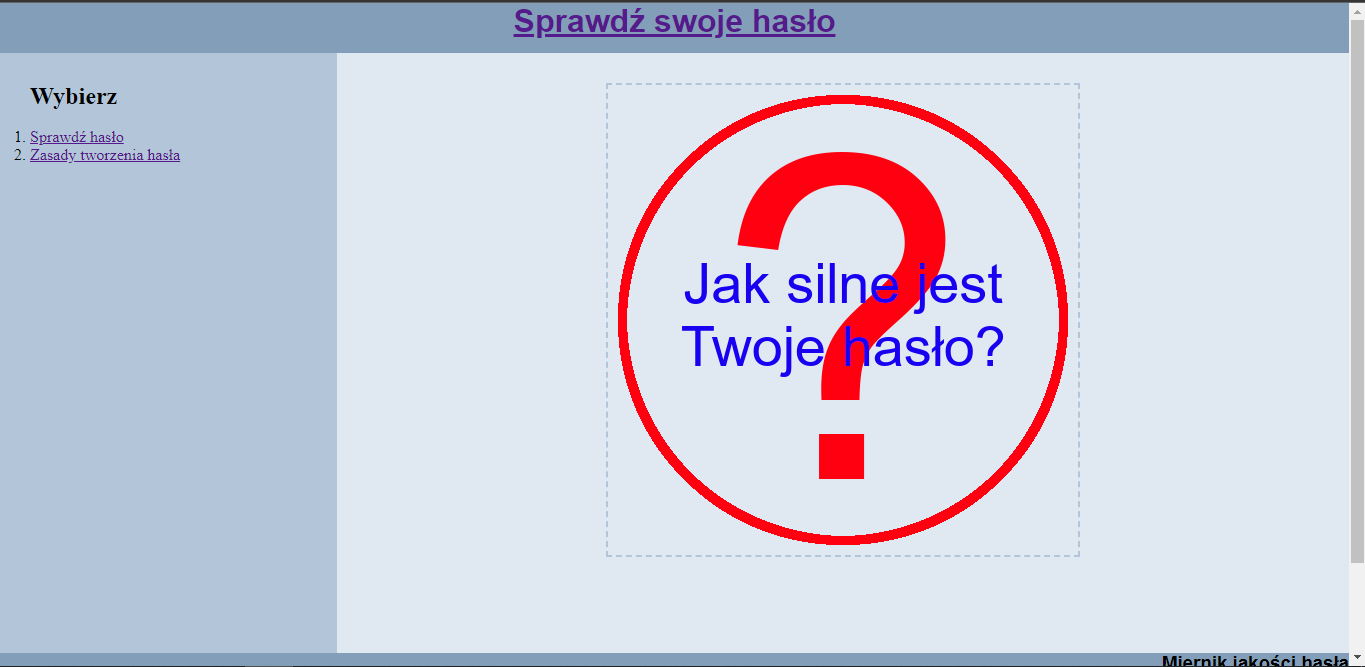 Sprawdź swoje hasło
Wybierz
1. Sprawdź hasło
2. Zasady tworzenia hasła
?
Jak silne jest
Twoje hasło?
Miernik jakości hasła